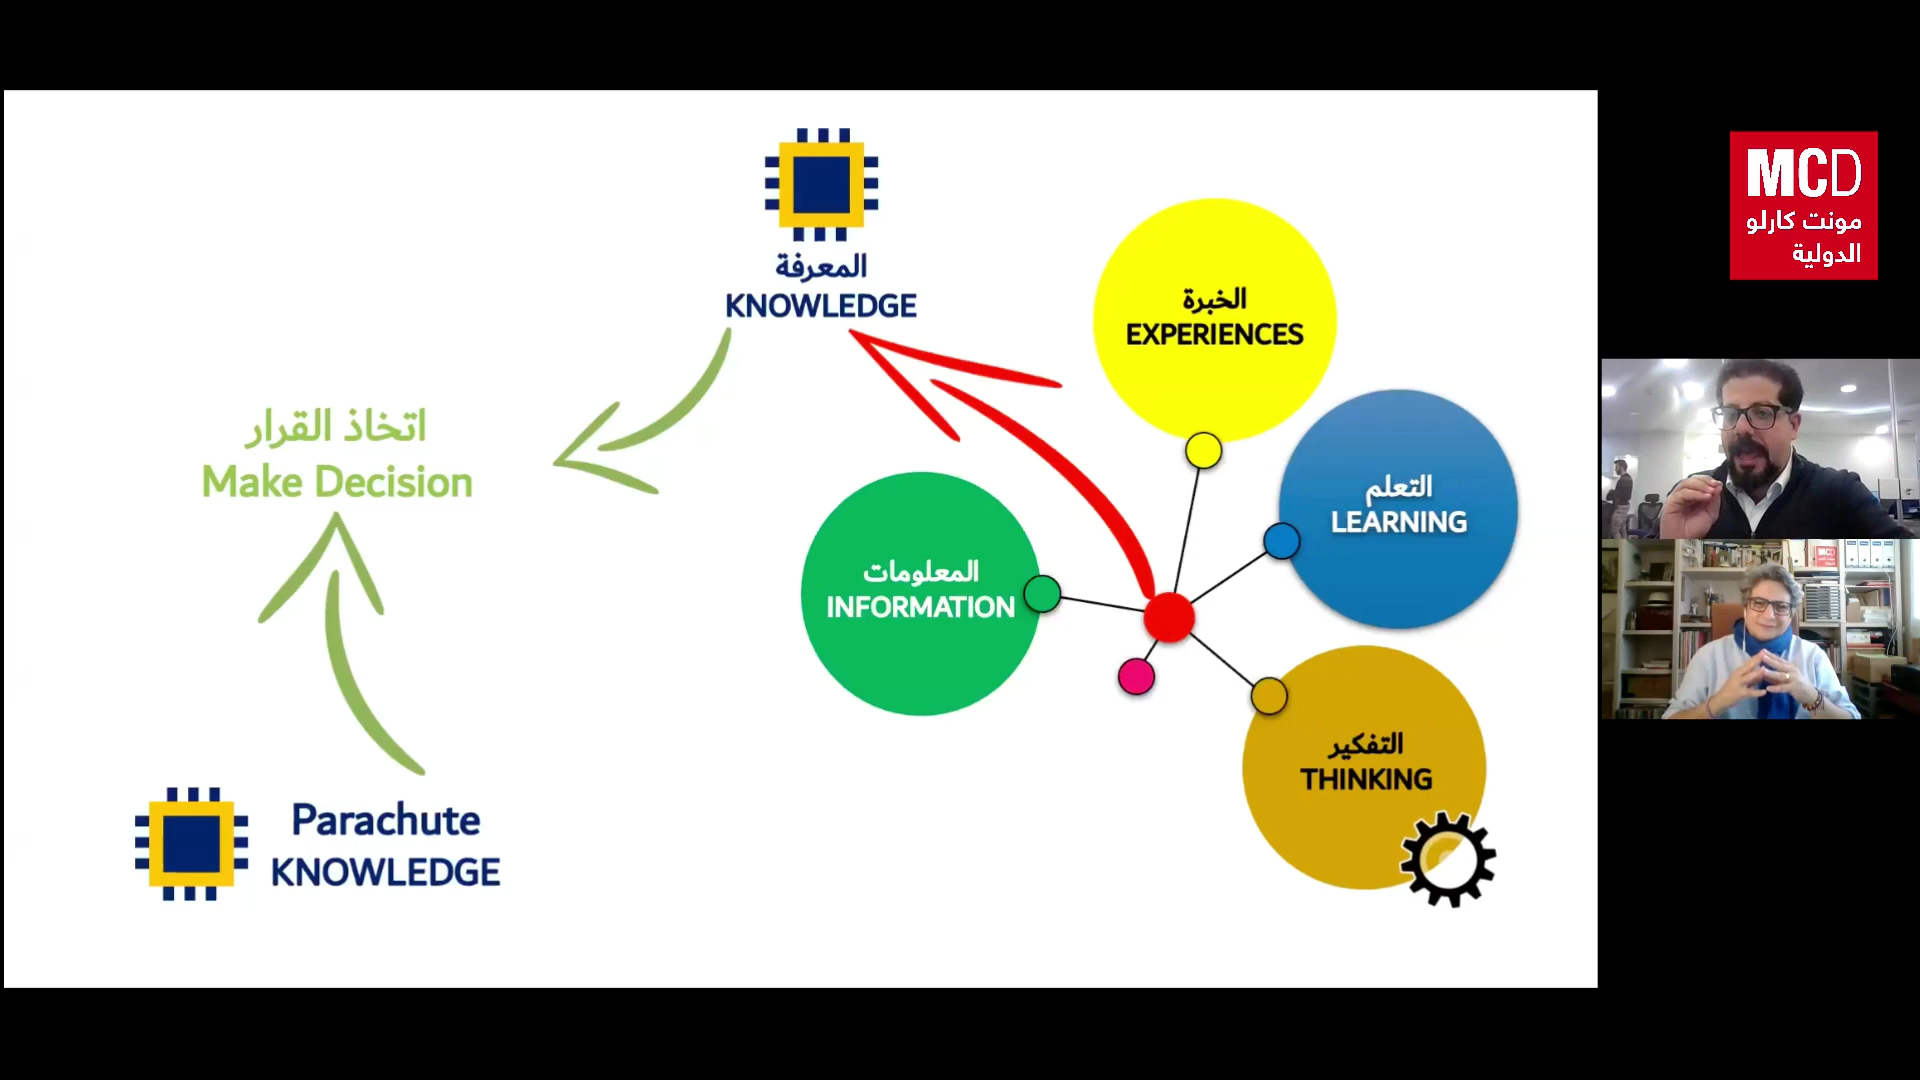 المعرفة
KNOWLEDGE
الخبرة
EXPERIENCES
التعلم
LEARNING
المعلومات
INFORMATION
التفكير
THINKING
اتخاذ القرار
Make Decision
Parachute
KNOWLEDGE
MCD
مونت كارلو
الدولية
MCD